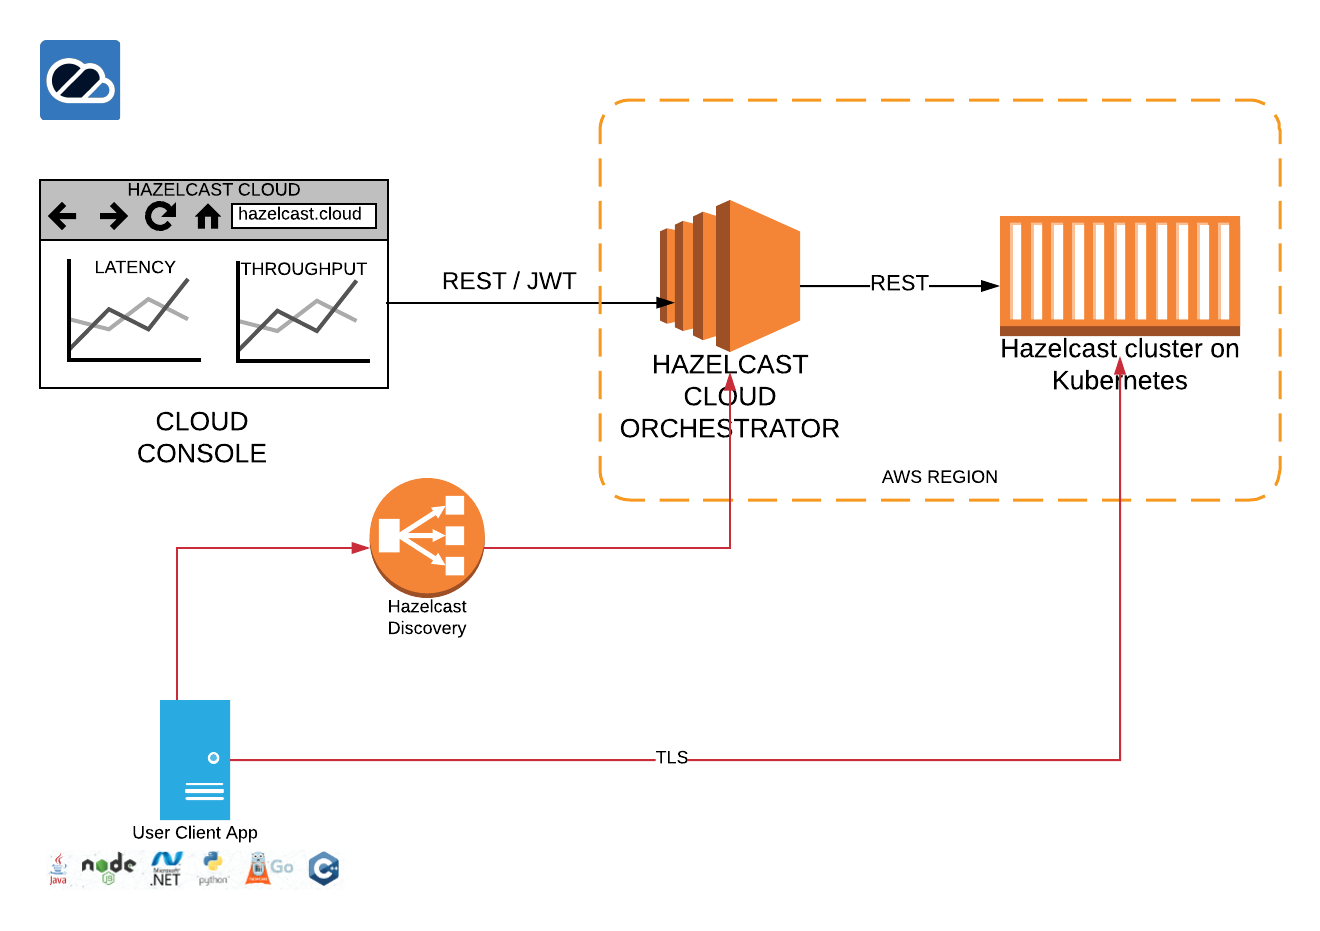 HAZELCAST CLOUD
hazelcast.cloud
LATENCY
THROUGHPUT
CLOUD
CONSOLE
REST / JWT
HAZELCAST
CLOUD
ORCHESTRATOR
REST
Hazelcast cluster on
Kubernetes
AWS REGION
Hazelcast
Discovery
TLS
User Client App
Java
node
JS
Microsoft
.NET
python
Go
C++